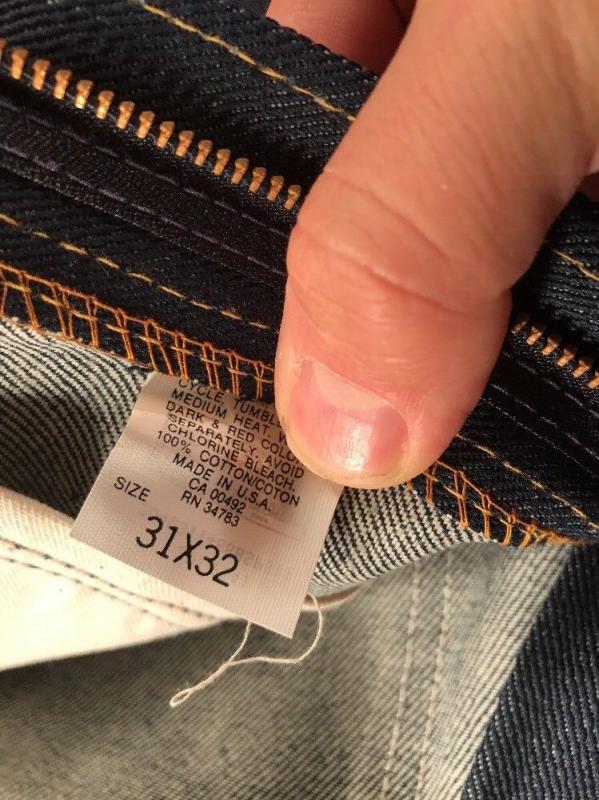 CYCLE, TUMBLE
MEDIUM HEAT,
DARK & RED
SEPARATELY, AVOID
CHLORINE BLEACH,
100% COTTON/COTON
MADE IN U.S.A.
CA 00492
RN 34783
SIZE
31X32